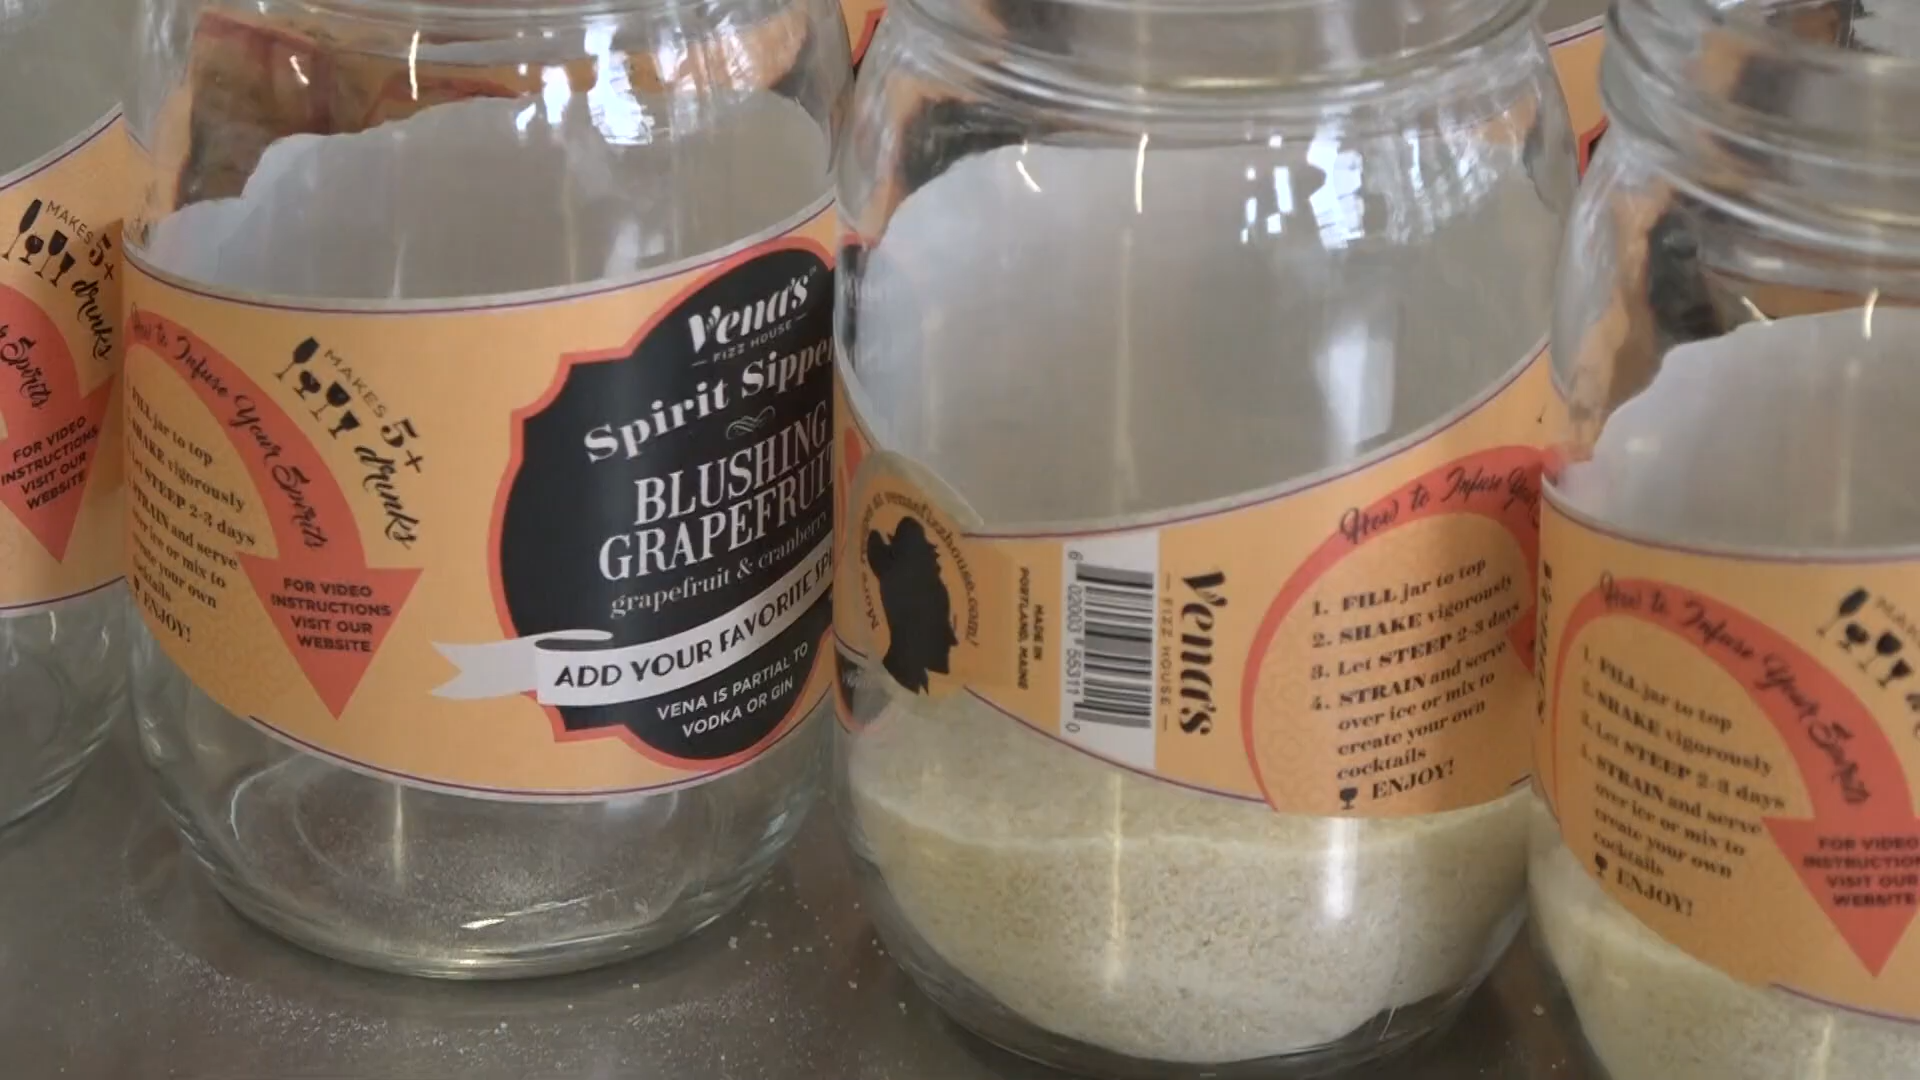 MAKES
5+
drinks
Spirits
FOR VIDEO
INSTRUCTIONS
VISIT OUR
WEBSITE
How to Infuse Your Spirits
FILL jar to top
SHAKE vigorously
Let STEEP 2-3 days
STRAIN and serve
over ice or mix to
create your own
cocktails
ENJOY!
MAKES
5+
drinks
FOR VIDEO
INSTRUCTIONS
VISIT OUR
WEBSITE
Vena's
FIZZ HOUSE
Spirit Sipper
BLUSHING
GRAPEFRUIT
grapefruit & cranberry
ADD YOUR FAVORITE
VENA IS PARTIAL TO
VODKA OR GIN
More at venasfizzhouse.com!
MADE IN
PORTLAND, MAINE
6 02003 55311 0
Vena's
FIZZ HOUSE
How to Infuse Your
1. FILL jar to top
2. SHAKE vigorously
3. Let STEEP 2-3 days
4. STRAIN and serve
over ice or mix to
create your own
cocktails
ENJOY!
How to Infuse Your Spirits
1. FILL jar to top
2. SHAKE vigorously
3. Let STEEP 2-3 days
4. STRAIN and serve
over ice or mix to
create your own
cocktails
ENJOY!
FOR VIDEO
INSTRUCTIONS
VISIT OUR
WEBSITE